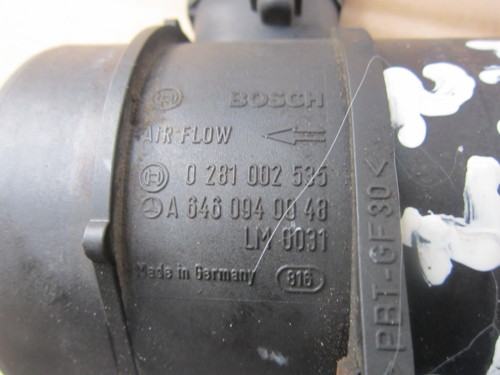 BOSCH
AIR FLOW
0 281 002 535
A 646 094 00 48
LM 0031
Made in Germany 816
PBT-GF30<